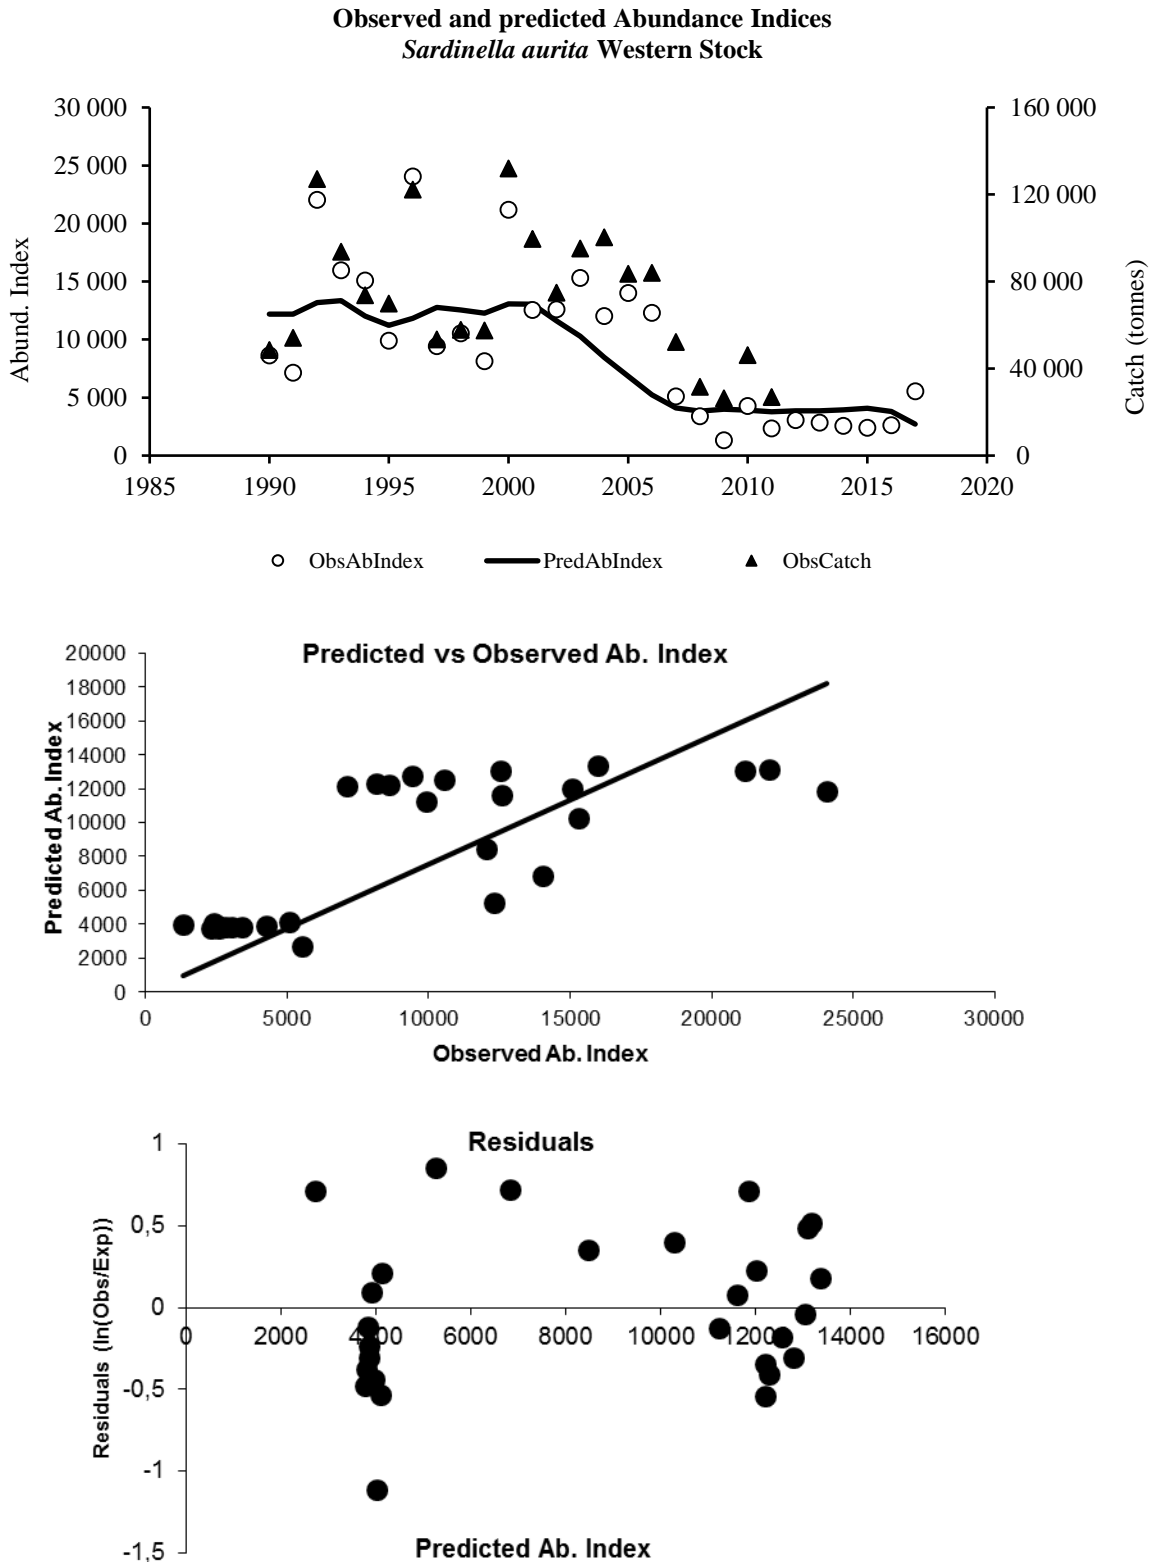 Observed and predicted Abundance Indices
Sardinella aurita Western Stock
30 000
25 000
20 000
15 000
10 000
5 000
0
Abund. Index
160 000
120 000
80 000
40 000
0
Catch (tonnes)
1985 1990 1995 2000 2005 2010 2015 2020
ObsAbIndex PredAbIndex ObsCatch
Predicted vs Observed Ab. Index
20000
18000
16000
14000
12000
10000
8000
6000
4000
2000
0
Predicted Ab. Index
0 5000 10000 15000 20000 25000 30000
Observed Ab. Index
Residuals
1
0,5
0
-0,5
-1
-1,5
Residuals (ln(Obs/Exp))
0 2000 4000 6000 8000 10000 12000 14000 16000
Predicted Ab. Index